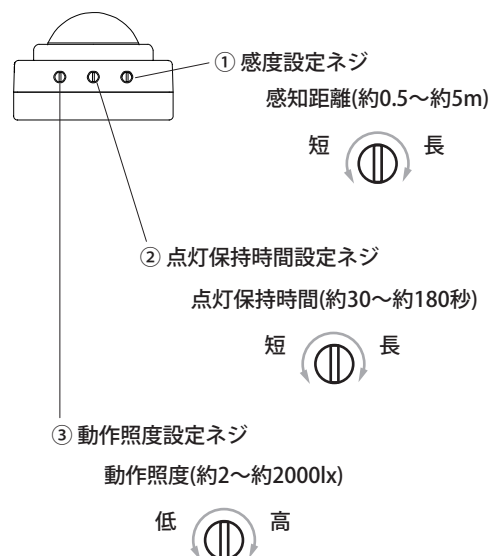 ① 感度設定ネジ
感知距離(約0.5〜約5m)
短 長
② 点灯保持時間設定ネジ
点灯保持時間(約30〜約180秒)
短 長
③ 動作照度設定ネジ
動作照度(約2〜約2000lx)
低 高